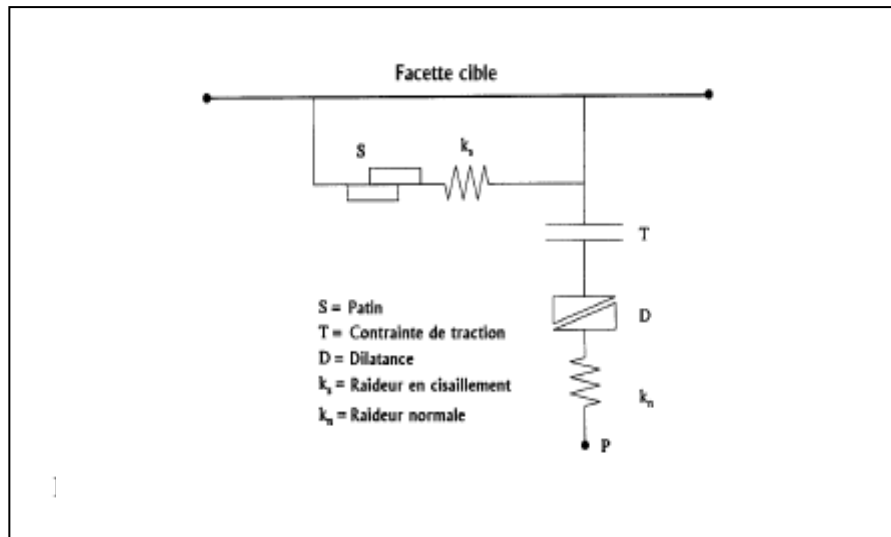 Facette cible
S
kₛ
T
D
kₙ
P
S = Patin
T = Contrainte de traction
D = Dilatance
kₛ = Raideur en cisaillement
kₙ = Raideur normale